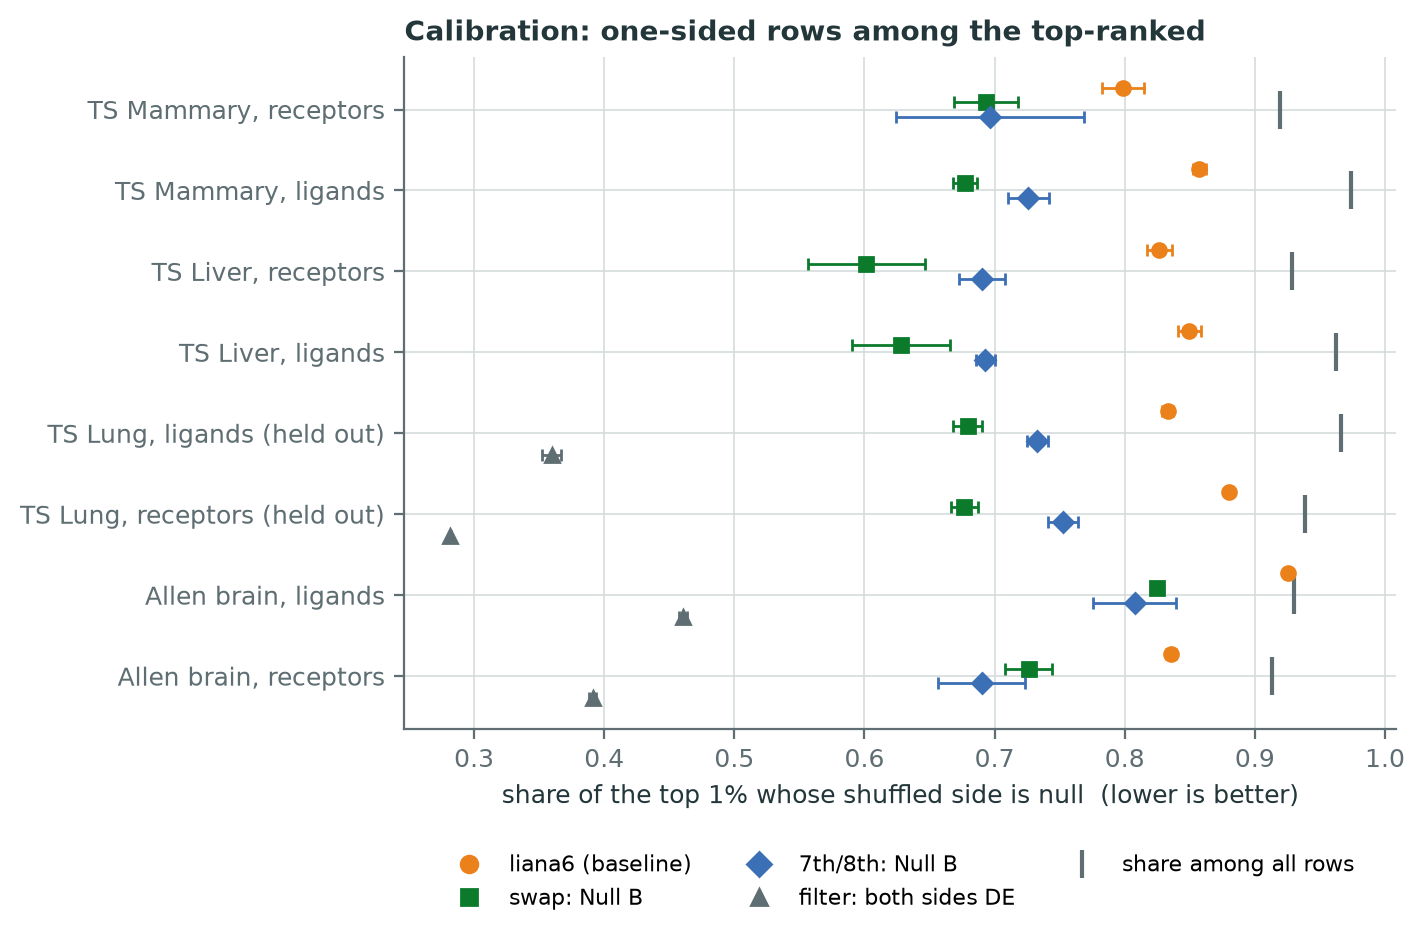 Calibration: one-sided rows among the top-ranked
TS Mammary, receptors
TS Mammary, ligands
TS Liver, receptors
TS Liver, ligands
TS Lung, ligands (held out)
TS Lung, receptors (held out)
Allen brain, ligands
Allen brain, receptors
0.3 0.4 0.5 0.6 0.7 0.8 0.9 1.0
share of the top 1% whose shuffled side is null (lower is better)
liana6 (baseline) 7th/8th: Null B share among all rows
swap: Null B filter: both sides DE